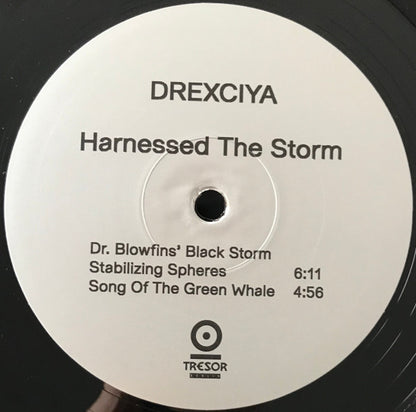 DREXCIYA
Harnessed The Storm
Dr. Blowfins' Black Storm
Stabilizing Spheres 6:11
Song Of The Green Whale 4:56
TRESOR
BERLIN